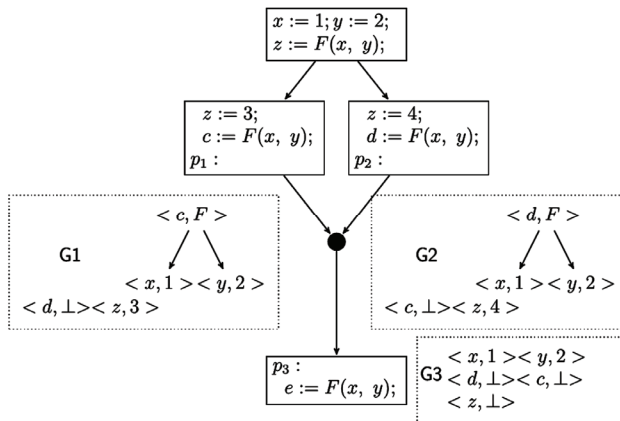 x := 1; y := 2;
z := F(x, y);
z := 3;
c := F(x, y);
p₁ :
z := 4;
d := F(x, y);
p₂ :
< c, F >
G1
< x, 1 >< y, 2 >
< d, ⊥ >< z, 3 >
< d, F >
G2
< x, 1 >< y, 2 >
< c, ⊥ >< z, 4 >
p₃ :
e := F(x, y);
G3
< x, 1 >< y, 2 >
< d, ⊥ >< c, ⊥ >
< z, ⊥ >